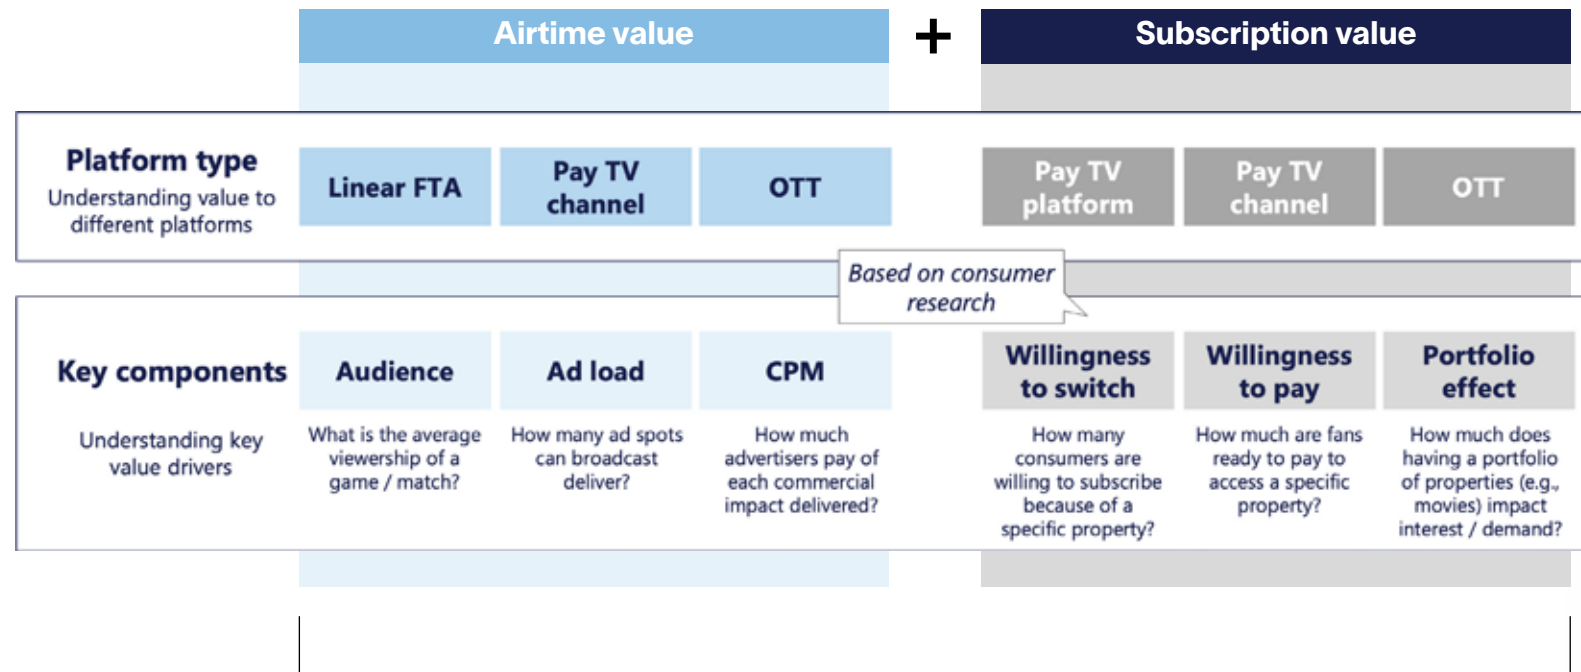 Airtime value
+
Subscription value
Platform type
Understanding value to
different platforms
Linear FTA
Pay TV
channel
OTT
Pay TV
platform
Pay TV
channel
OTT
Based on consumer
research
Key components
Understanding key
value drivers
Audience
What is the average
viewership of a
game / match?
Ad load
How many ad spots
can broadcast
deliver?
CPM
How much
advertisers pay of
each commercial
impact delivered?
Willingness
to switch
How many
consumers are
willing to subscribe
because of a
specific property?
Willingness
to pay
How much are fans
ready to pay to
access a specific
property?
Portfolio
effect
How much does
having a portfolio
of properties (e.g.,
movies) impact
interest / demand?